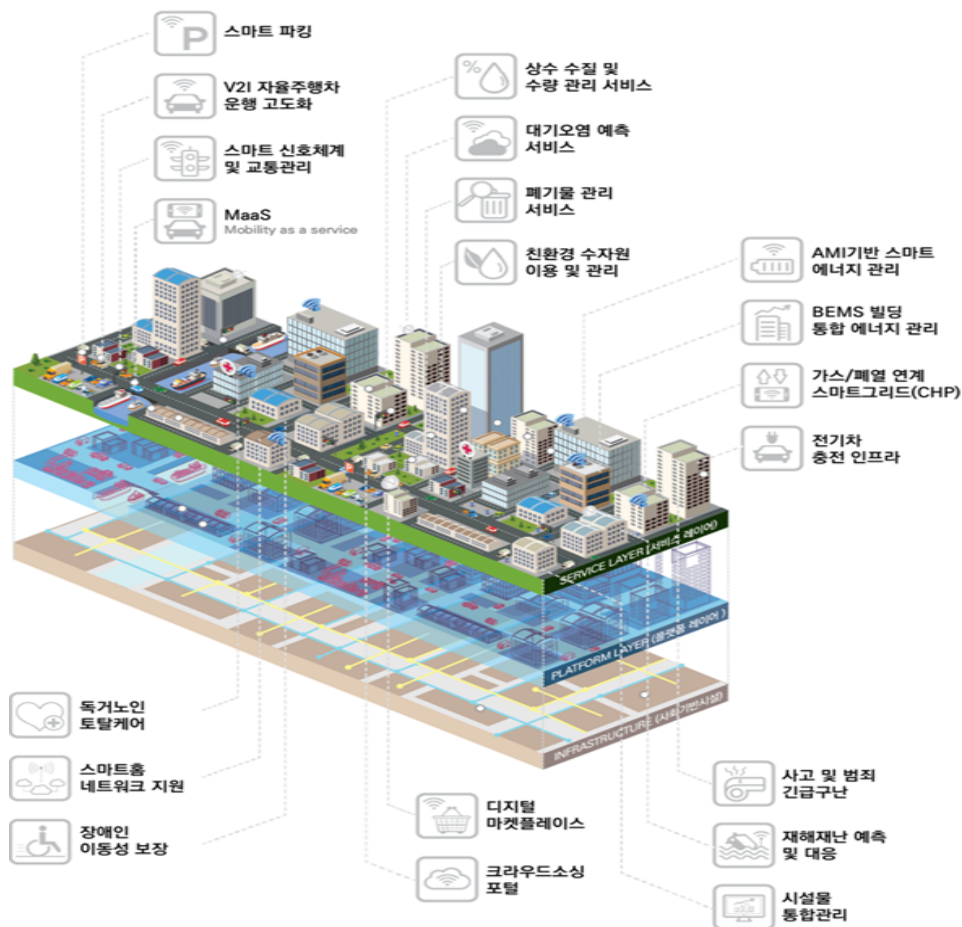 스마트 파킹
V2I 자율주행차
운행 고도화
스마트 신호체계
및 교통관리
MaaS
Mobility as a service
상수 수질 및
수량 관리 서비스
대기오염 예측
서비스
폐기물 관리
서비스
친환경 수자원
이용 및 관리
AMI기반 스마트
에너지 관리
BEMS 빌딩
통합 에너지 관리
가스/폐열 연계
스마트그리드(CHP)
전기차
충전 인프라
SERVICE LAYER (서비스 레이어)
PLATFORM LAYER (플랫폼 레이어)
INFRASTRUCTURE (사회기반시설)
독거노인
토탈케어
스마트홈
네트워크 지원
장애인
이동성 보장
디지털
마켓플레이스
크라우드소싱
포털
사고 및 범죄
긴급구난
재해재난 예측
및 대응
시설물
통합관리
P
%